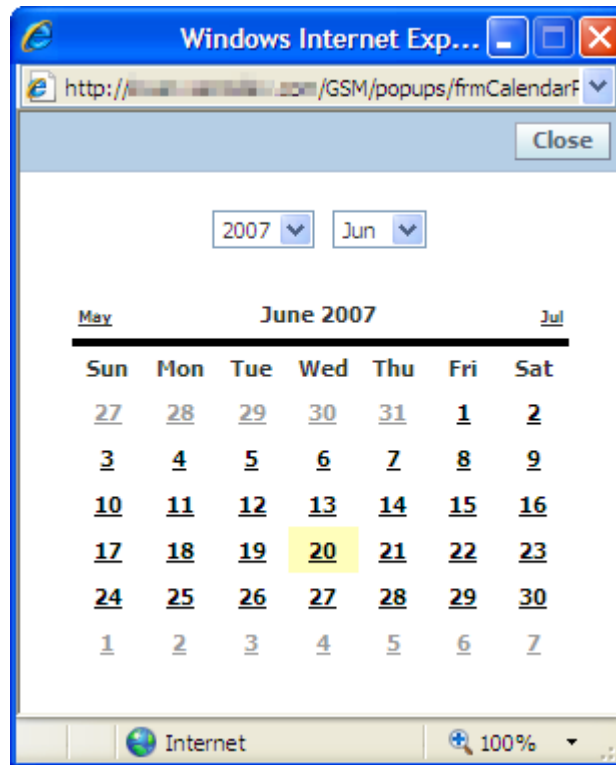 Windows Internet Exp...
http:// .com/GSM/popups/frmCalendarF
Close
2007 Jun
May June 2007 Jul
Sun Mon Tue Wed Thu Fri Sat
27 28 29 30 31 1 2
3 4 5 6 7 8 9
10 11 12 13 14 15 16
17 18 19 20 21 22 23
24 25 26 27 28 29 30
1 2 3 4 5 6 7
Internet 100%